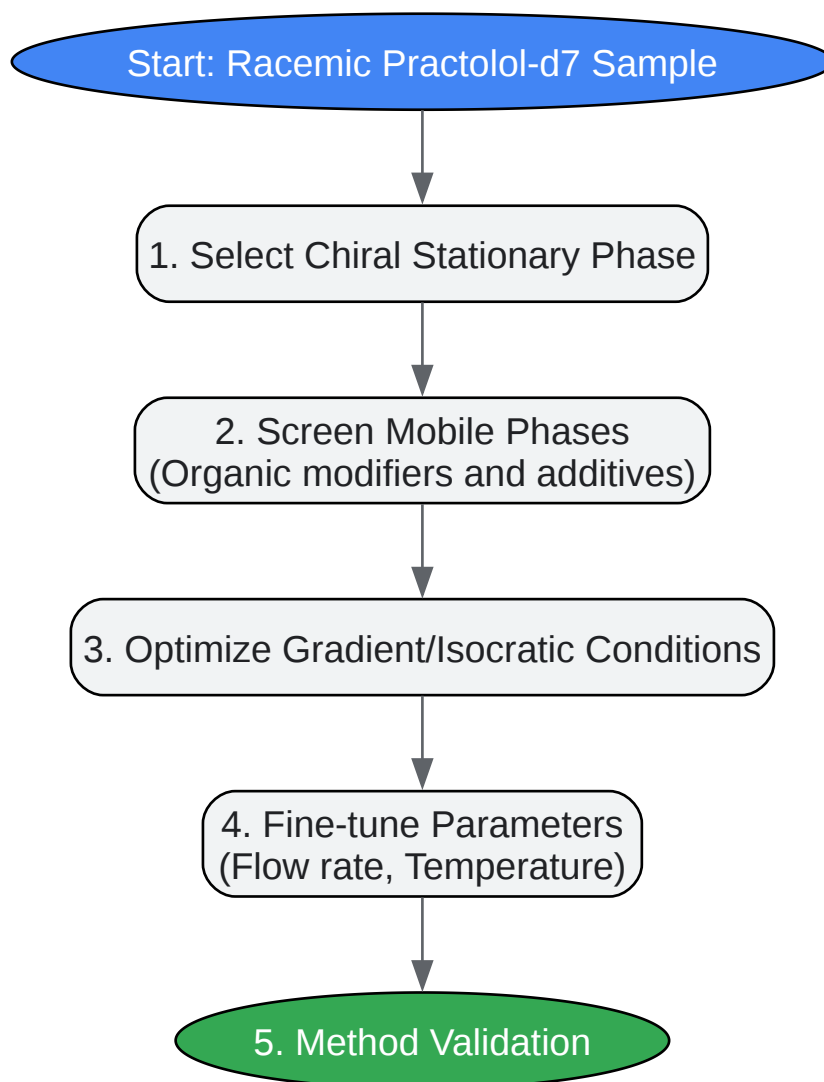 Start: Racemic Practolol-d7 Sample
1. Select Chiral Stationary Phase
2. Screen Mobile Phases
(Organic modifiers and additives)
3. Optimize Gradient/Isocratic Conditions
4. Fine-tune Parameters
(Flow rate, Temperature)
5. Method Validation